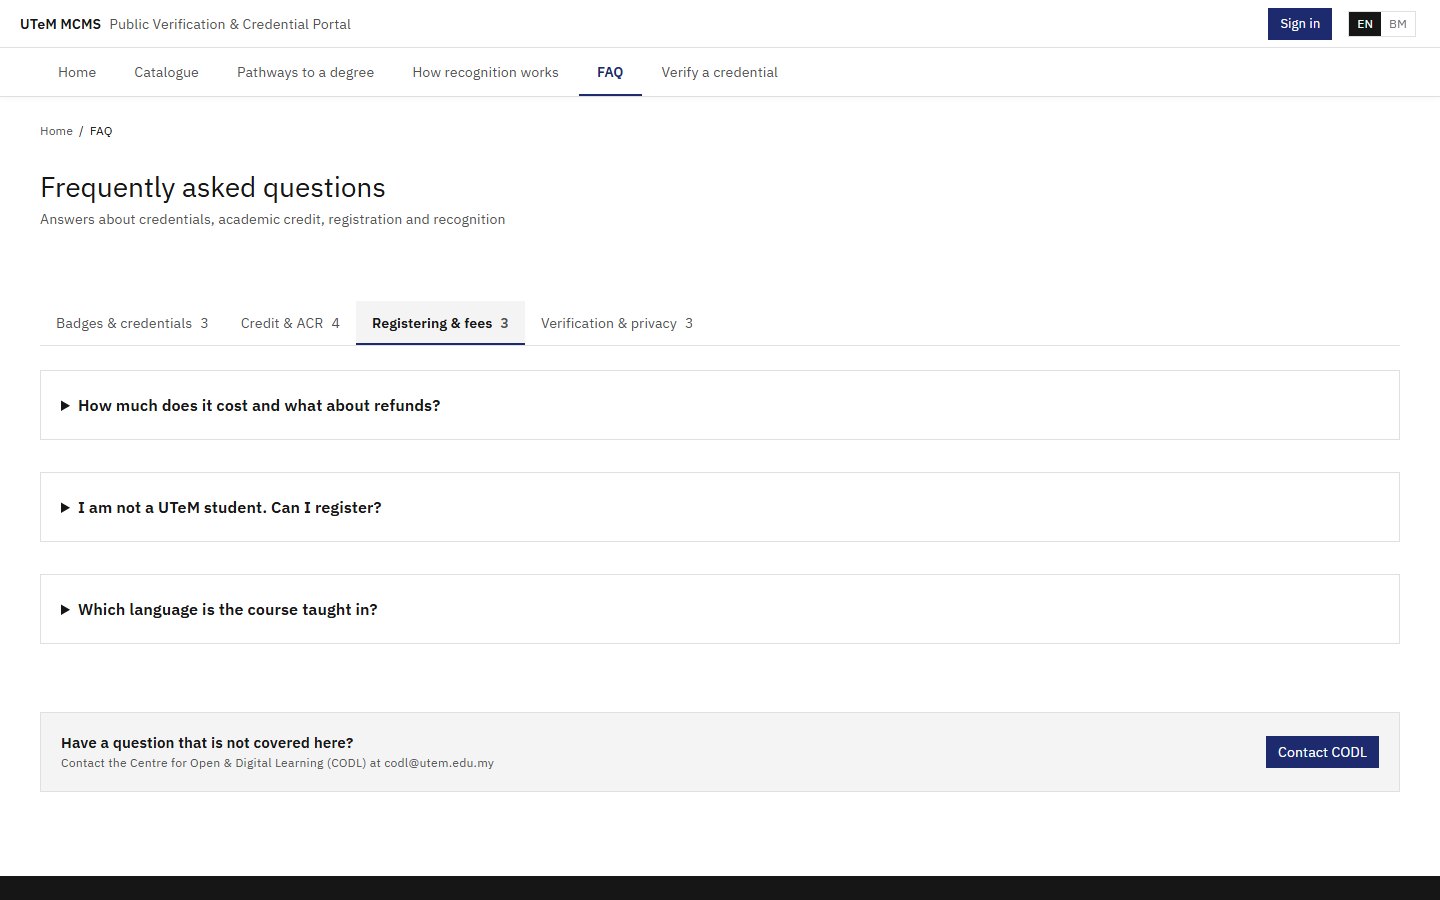 UTeM MCMS Public Verification & Credential Portal
Sign in
EN BM
Home Catalogue Pathways to a degree How recognition works FAQ Verify a credential
Home / FAQ
Frequently asked questions
Answers about credentials, academic credit, registration and recognition
Badges & credentials 3 Credit & ACR 4 Registering & fees 3 Verification & privacy 3
How much does it cost and what about refunds?
I am not a UTeM student. Can I register?
Which language is the course taught in?
Have a question that is not covered here?
Contact the Centre for Open & Digital Learning (CODL) at codl@utem.edu.my
Contact CODL